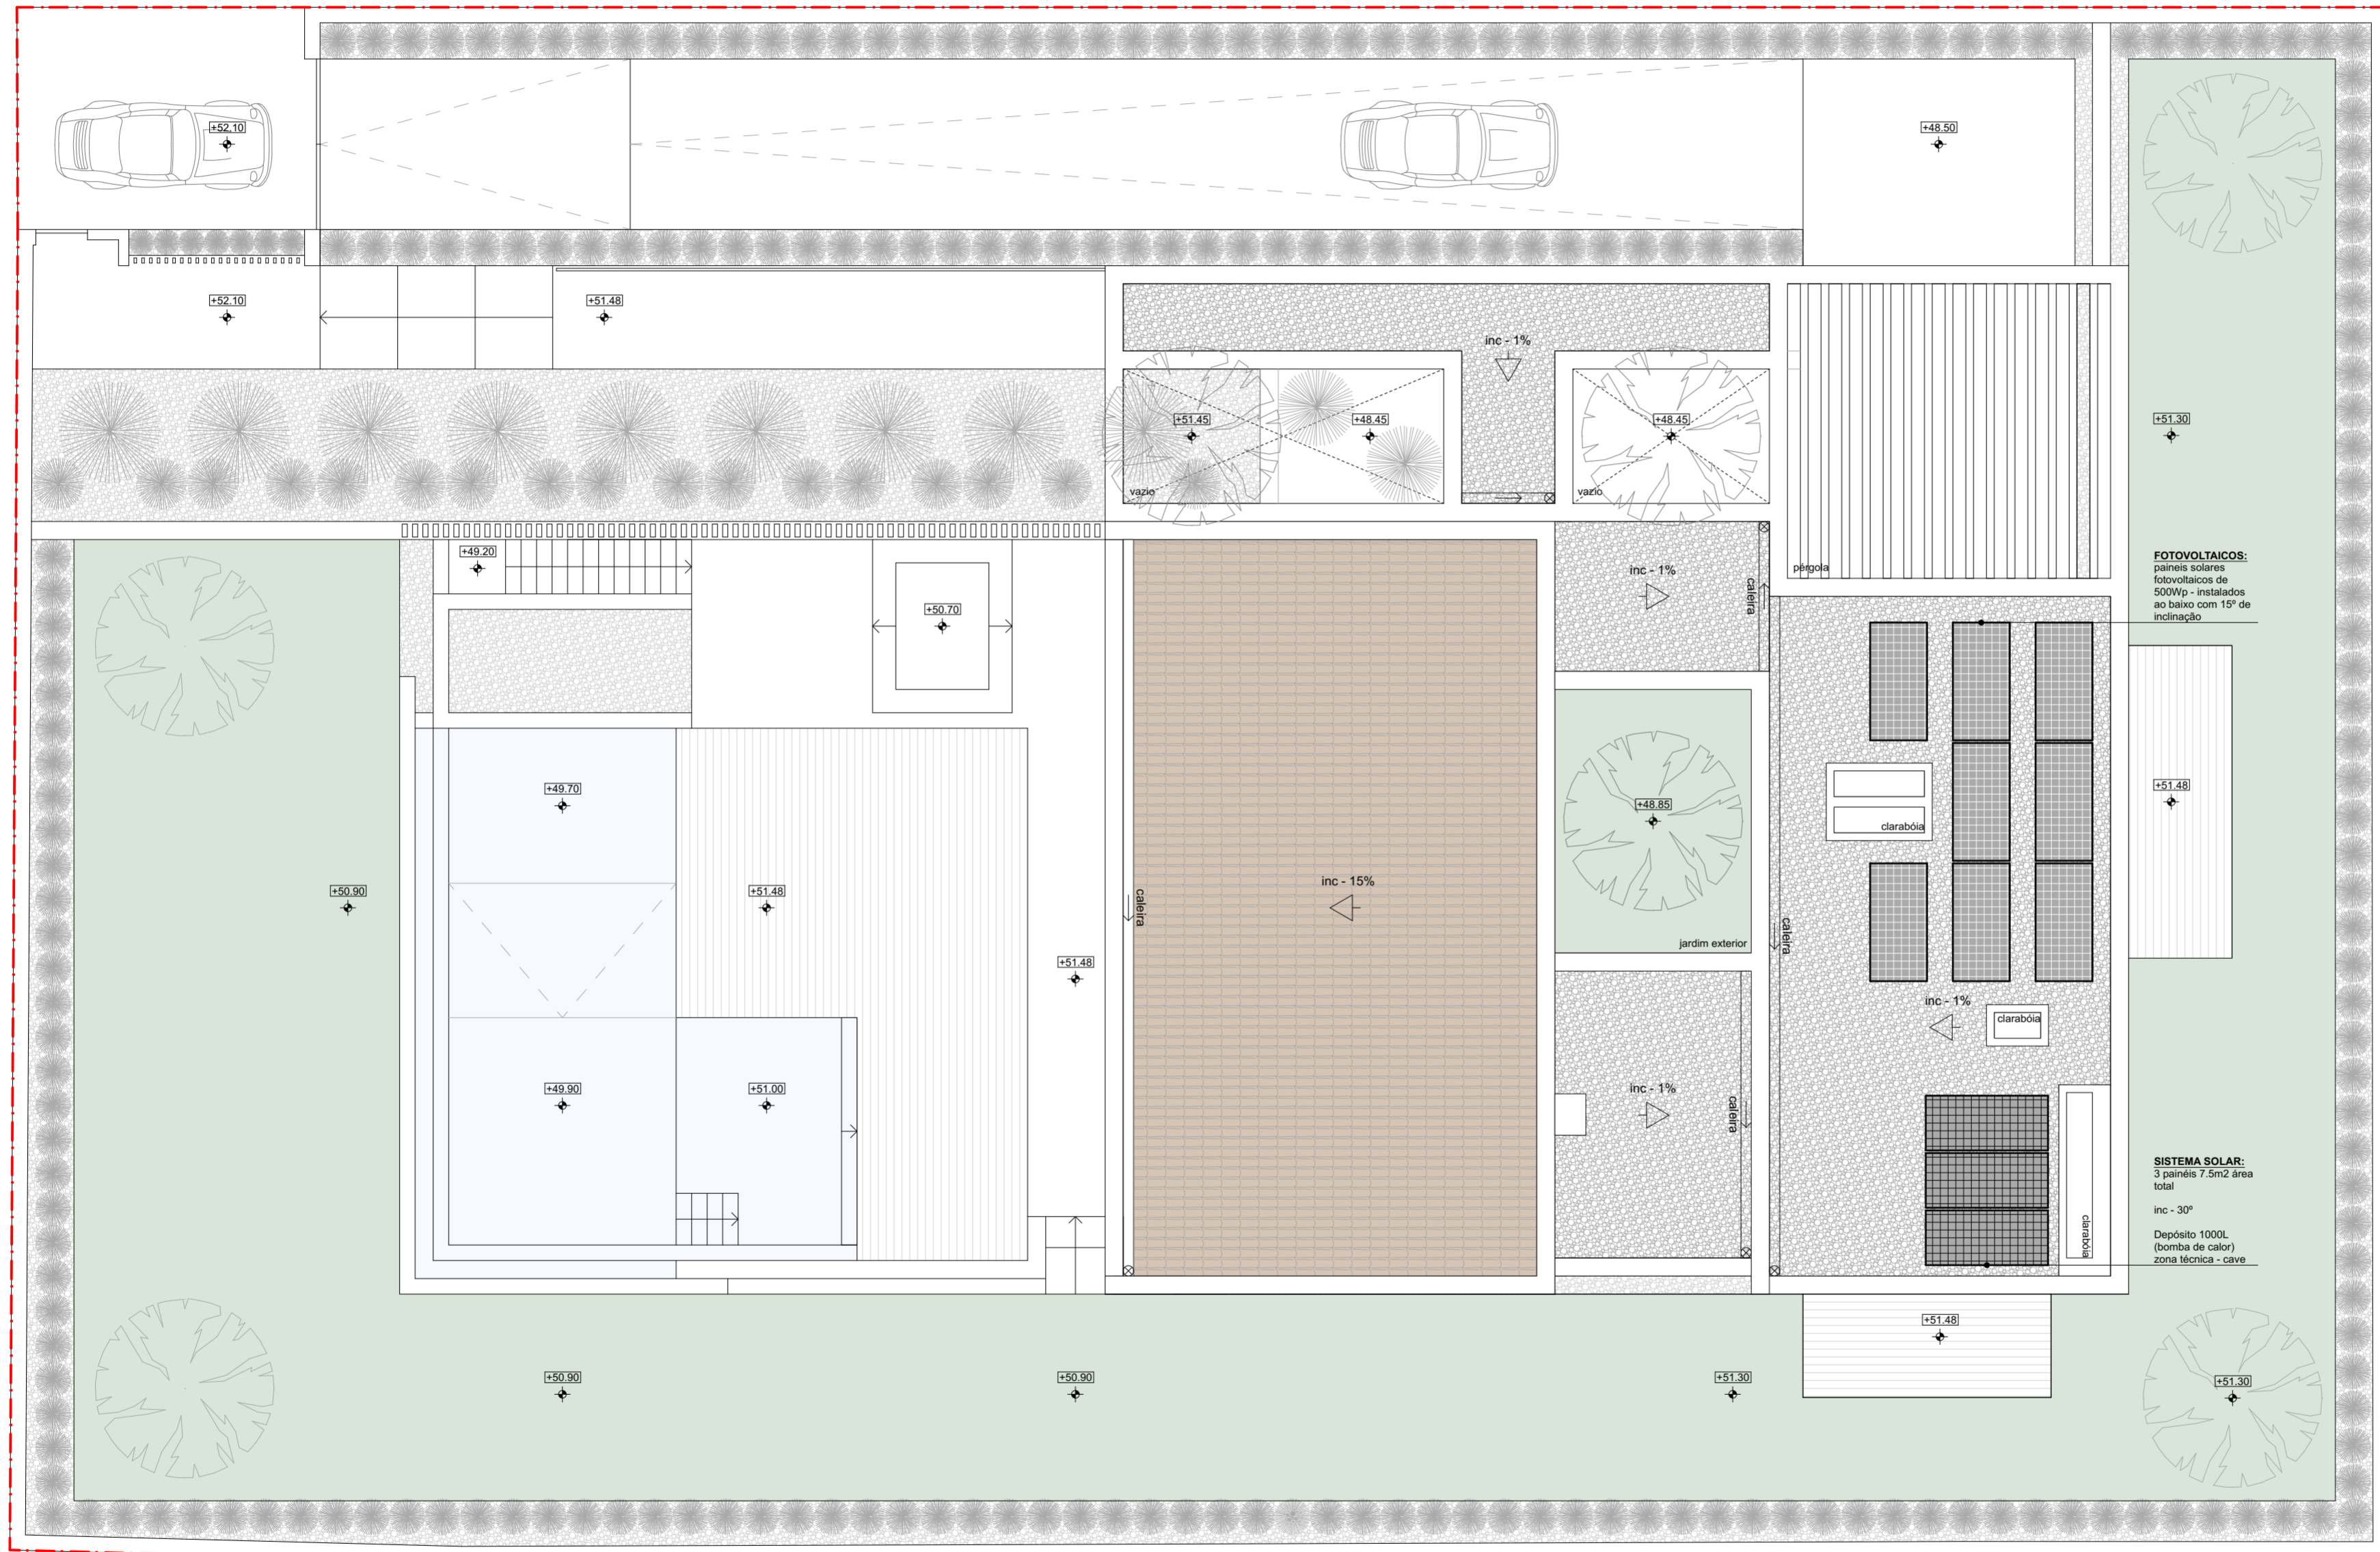 +52.10
+48.50
+52.10
+51.48
inc - 1%
+51.45
+48.45
+48.45
+51.30
vazio
vazio
+49.20
FOTOVOLTAICOS:
paineis solares
fotovoltaicos de
500Wp - instalados
ao baixo com 15º de
inclinação
pérgola
inc - 1%
caleira
+50.70
+49.70
+51.48
+48.85
clarabóia
+50.90
+51.48
inc - 15%
caleira
jardim exterior
caleira
+51.48
inc - 1%
clarabóia
+49.90
+51.00
inc - 1%
caleira
SISTEMA SOLAR:
3 painéis 7.5m2 área
total
inc - 30º
Depósito 1000L
(bomba de calor)
zona técnica - cave
clarabóia
+51.48
+50.90
+50.90
+51.30
+51.30